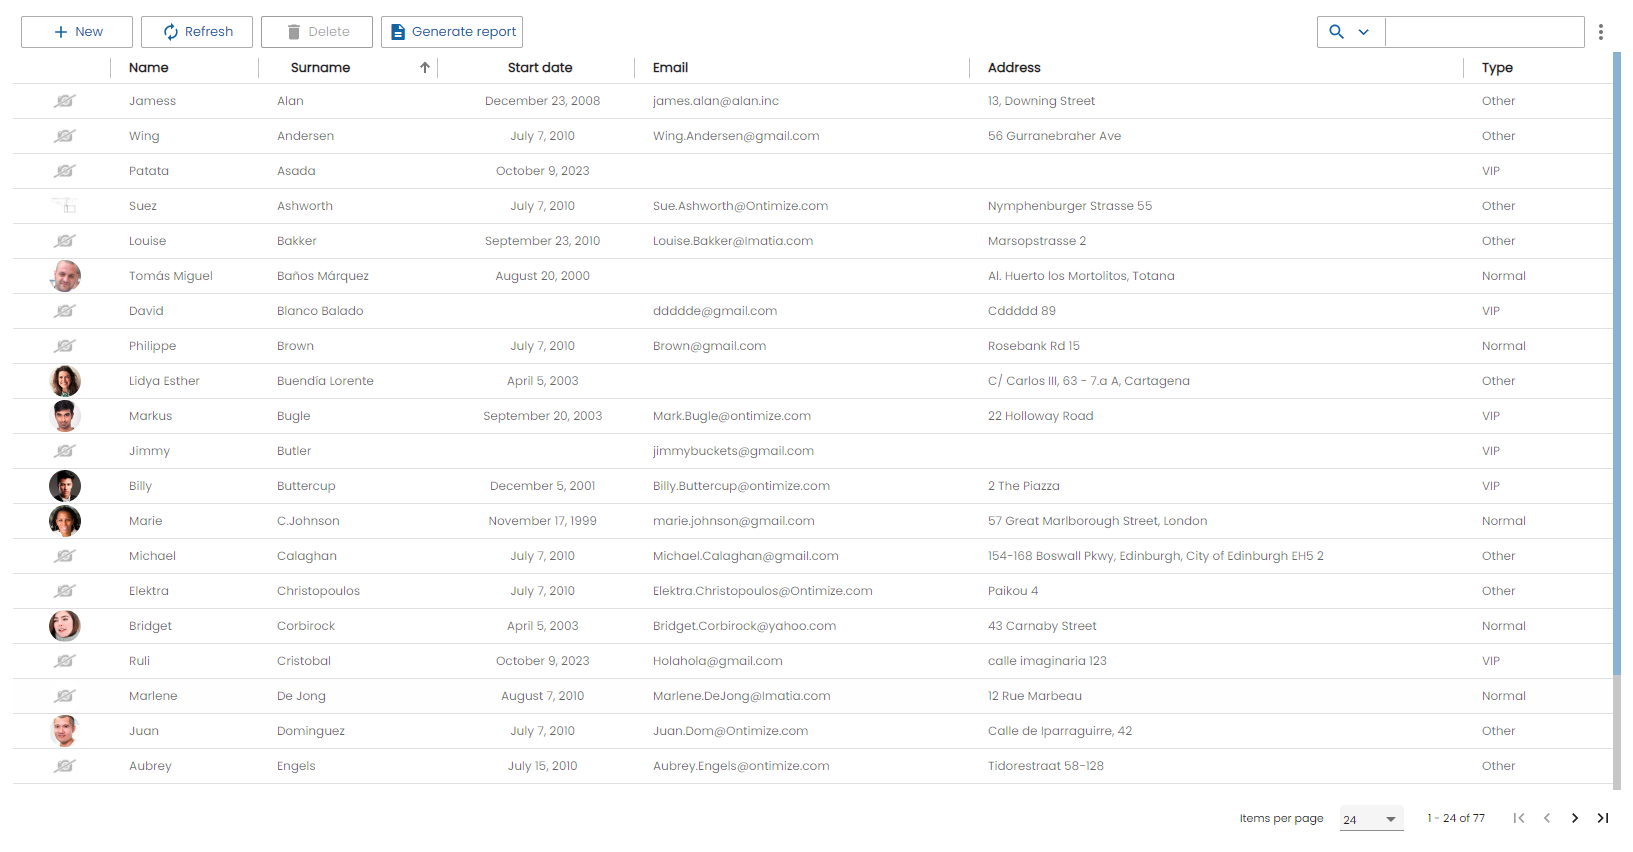 New Refresh Delete Generate report
Name Surname Start date Email Address Type
Jamess Alan December 23, 2008 james.alan@alan.inc 13, Downing Street Other
Wing Andersen July 7, 2010 Wing.Andersen@gmail.com 56 Gurranebraher Ave Other
Patata Asada October 9, 2023 VIP
Suez Ashworth July 7, 2010 Sue.Ashworth@Ontimize.com Nymphenburger Strasse 55 Other
Louise Bakker September 23, 2010 Louise.Bakker@Imatia.com Marsopstrasse 2 Other
Tomás Miguel Baños Márquez August 20, 2000 Al. Huerto los Mortolitos, Totana Normal
David Blanco Balado ddddde@gmail.com Cddddd 89 VIP
Philippe Brown July 7, 2010 Brown@gmail.com Rosebank Rd 15 Normal
Lidya Esther Buendía Lorente April 5, 2003 C/ Carlos III, 63 - 7.a A, Cartagena Other
Markus Bugle September 20, 2003 Mark.Bugle@ontimize.com 22 Holloway Road VIP
Jimmy Butler jimmybuckets@gmail.com VIP
Billy Buttercup December 5, 2001 Billy.Buttercup@ontimize.com 2 The Piazza VIP
Marie C.Johnson November 17, 1999 marie.johnson@gmail.com 57 Great Marlborough Street, London Normal
Michael Calaghan July 7, 2010 Michael.Calaghan@gmail.com 154-168 Boswall Pkwy, Edinburgh, City of Edinburgh EH5 2 Other
Elektra Christopoulos July 7, 2010 Elektra.Christopoulos@Ontimize.com Paikou 4 Other
Bridget Corbirock April 5, 2003 Bridget.Corbirock@yahoo.com 43 Carnaby Street Normal
Ruli Cristobal October 9, 2023 Holahola@gmail.com calle imaginaria 123 VIP
Marlene De Jong August 7, 2010 Marlene.DeJong@Imatia.com 12 Rue Marbeau Normal
Juan Dominguez July 7, 2010 Juan.Dom@Ontimize.com Calle de Iparraguirre, 42 Other
Aubrey Engels July 15, 2010 Aubrey.Engels@ontimize.com Tidorestraat 58-128 Other
Items per page 24 1 - 24 of 77